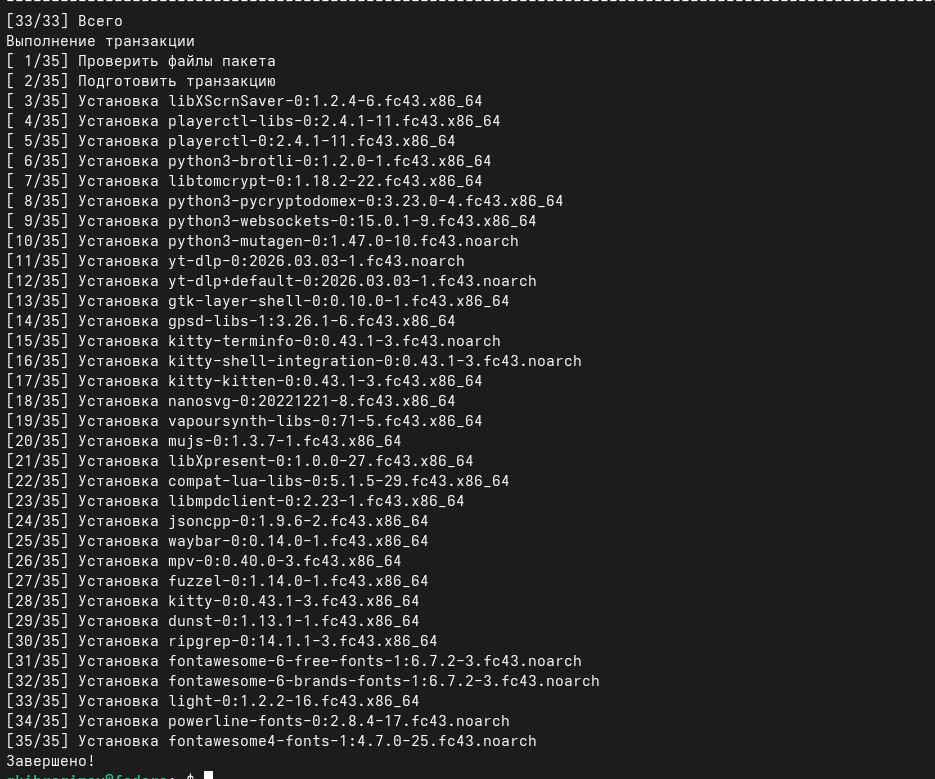 [33/33] Всего
Выполнение транзакции
[ 1/35] Проверить файлы пакета
[ 2/35] Подготовить транзакцию
[ 3/35] Установка libXScrnSaver-0:1.2.4-6.fc43.x86_64
[ 4/35] Установка playerctl-libs-0:2.4.1-11.fc43.x86_64
[ 5/35] Установка playerctl-0:2.4.1-11.fc43.x86_64
[ 6/35] Установка python3-brotli-0:1.2.0-1.fc43.x86_64
[ 7/35] Установка libtomcrypt-0:1.18.2-22.fc43.x86_64
[ 8/35] Установка python3-pycryptodomex-0:3.23.0-4.fc43.x86_64
[ 9/35] Установка python3-websockets-0:15.0.1-9.fc43.x86_64
[10/35] Установка python3-mutagen-0:1.47.0-10.fc43.noarch
[11/35] Установка yt-dlp-0:2026.03.03-1.fc43.noarch
[12/35] Установка yt-dlp+default-0:2026.03.03-1.fc43.noarch
[13/35] Установка gtk-layer-shell-0:0.10.0-1.fc43.x86_64
[14/35] Установка gpsd-libs-1:3.26.1-6.fc43.x86_64
[15/35] Установка kitty-terminfo-0:0.43.1-3.fc43.noarch
[16/35] Установка kitty-shell-integration-0:0.43.1-3.fc43.noarch
[17/35] Установка kitty-kitten-0:0.43.1-3.fc43.x86_64
[18/35] Установка nanosvg-0:20221221-8.fc43.x86_64
[19/35] Установка vapoursynth-libs-0:71-5.fc43.x86_64
[20/35] Установка mujs-0:1.3.7-1.fc43.x86_64
[21/35] Установка libXpresent-0:1.0.0-27.fc43.x86_64
[22/35] Установка compat-lua-libs-0:5.1.5-29.fc43.x86_64
[23/35] Установка libmpdclient-0:2.23-1.fc43.x86_64
[24/35] Установка jsoncpp-0:1.9.6-2.fc43.x86_64
[25/35] Установка waybar-0:0.14.0-1.fc43.x86_64
[26/35] Установка mpv-0:0.40.0-3.fc43.x86_64
[27/35] Установка fuzzel-0:1.14.0-1.fc43.x86_64
[28/35] Установка kitty-0:0.43.1-3.fc43.x86_64
[29/35] Установка dunst-0:1.13.1-1.fc43.x86_64
[30/35] Установка ripgrep-0:14.1.1-3.fc43.x86_64
[31/35] Установка fontawesome-6-free-fonts-1:6.7.2-3.fc43.noarch
[32/35] Установка fontawesome-6-brands-fonts-1:6.7.2-3.fc43.noarch
[33/35] Установка light-0:1.2.2-16.fc43.x86_64
[34/35] Установка powerline-fonts-0:2.8.4-17.fc43.noarch
[35/35] Установка fontawesome4-fonts-1:4.7.0-25.fc43.noarch
Завершено!